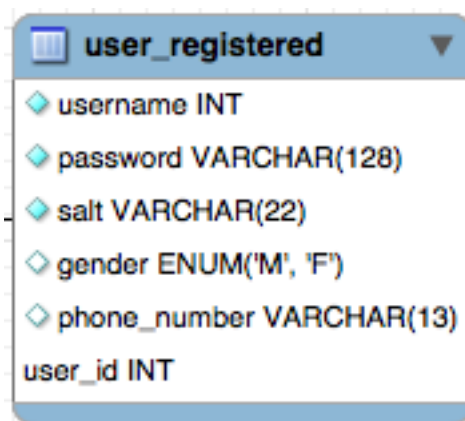 user_registered
username INT
password VARCHAR(128)
salt VARCHAR(22)
gender ENUM('M', 'F')
phone_number VARCHAR(13)
user_id INT